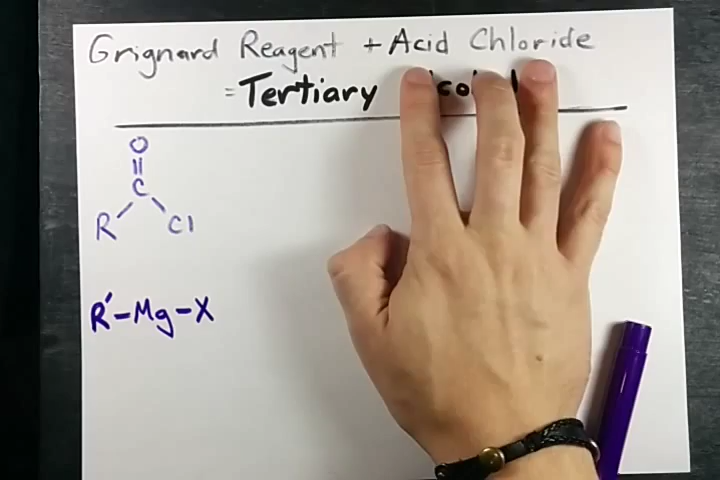 Grignard Reagent + Acid Chloride
= Tertiary
O
C
R Cl
R'-Mg-X